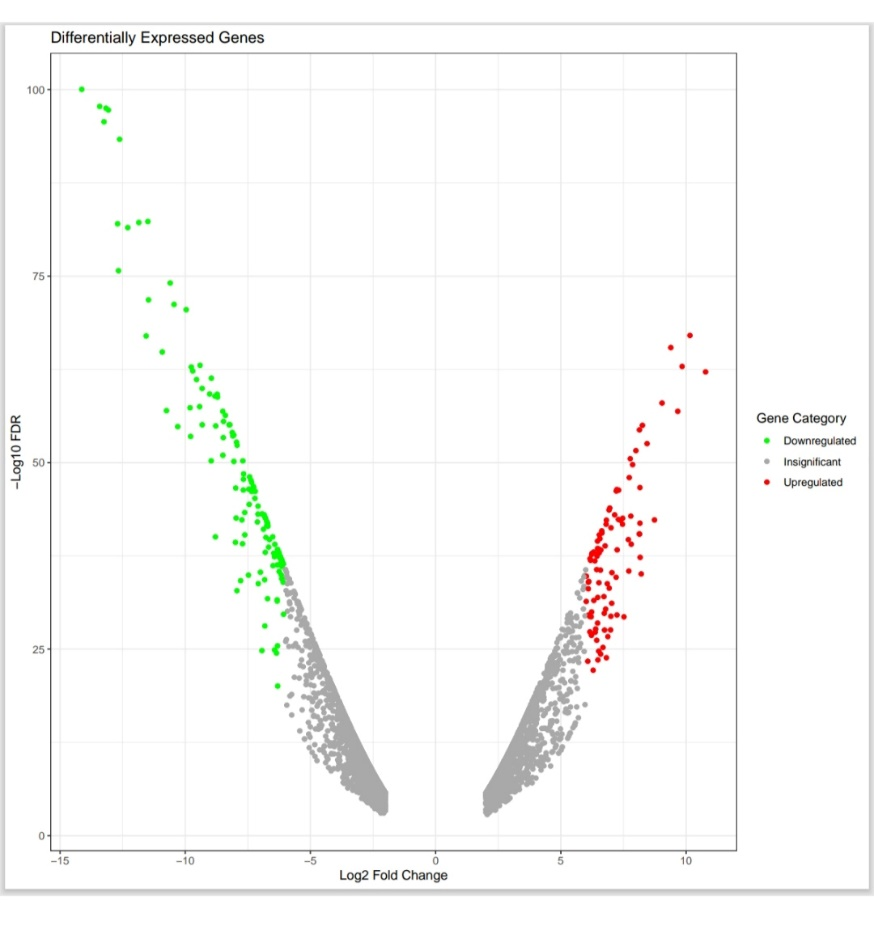 Differentially Expressed Genes
100
75
50
25
0
−Log10 FDR
−15 −10 −5 0 5 10
Log2 Fold Change
Gene Category
Downregulated
Insignificant
Upregulated